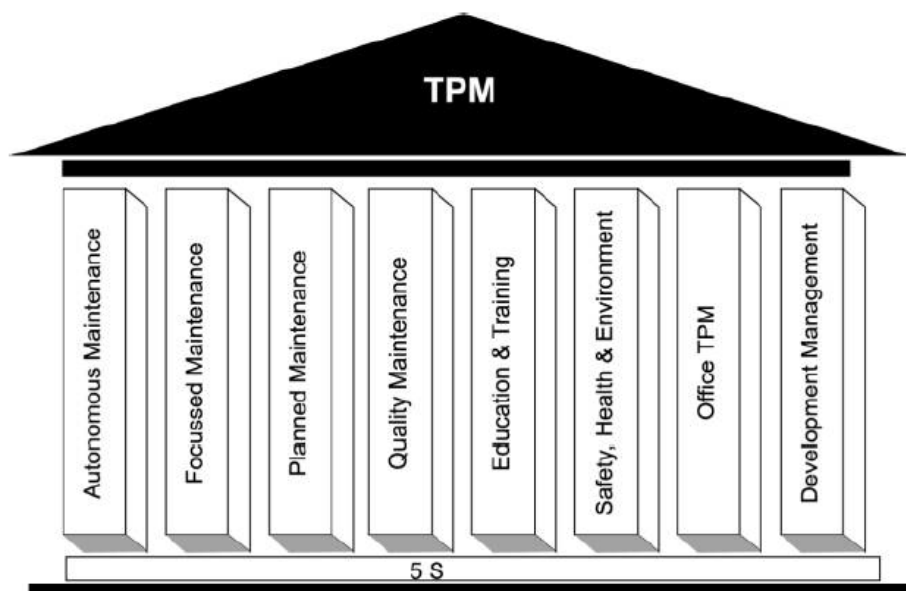 TPM
Autonomous Maintenance
Focussed Maintenance
Planned Maintenance
Quality Maintenance
Education & Training
Safety, Health & Environment
Office TPM
Development Management
5 S